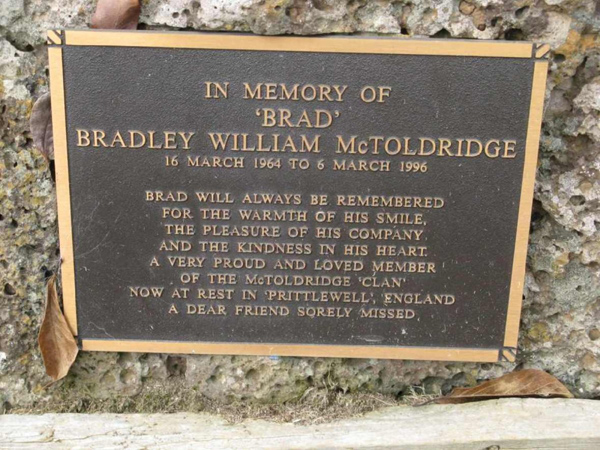 IN MEMORY OF
'BRAD'
BRADLEY WILLIAM McTOLDRIDGE
16 MARCH 1964 TO 6 MARCH 1996
BRAD WILL ALWAYS BE REMEMBERED
FOR THE WARMTH OF HIS SMILE,
THE PLEASURE OF HIS COMPANY
AND THE KINDNESS IN HIS HEART.
A VERY PROUD AND LOVED MEMBER
OF THE McTOLDRIDGE 'CLAN'
NOW AT REST IN 'PRITTLEWELL', ENGLAND
A DEAR FRIEND SORELY MISSED.